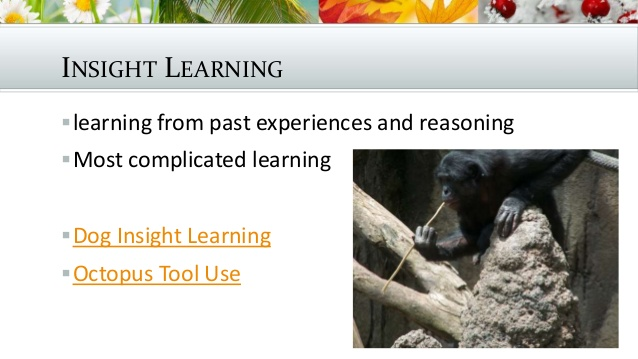 INSIGHT LEARNING
▪learning from past experiences and reasoning
▪Most complicated learning
▪Dog Insight Learning
▪Octopus Tool Use